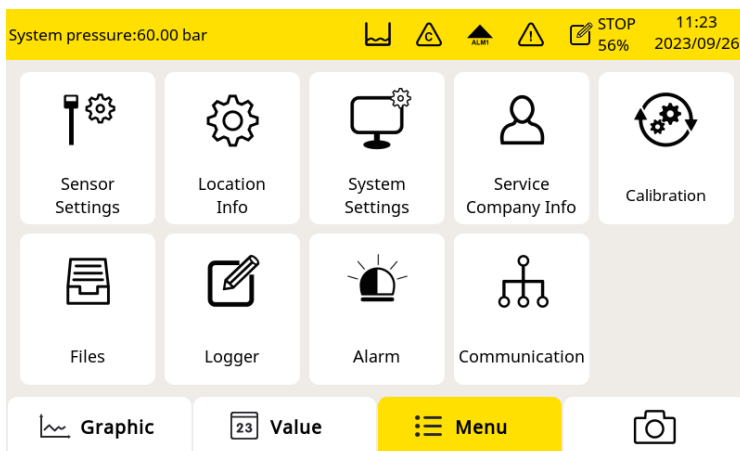 System pressure:60.00 bar
C
ALM1
!
STOP
56%
11:23
2023/09/26
Sensor
Settings
Location
Info
System
Settings
Service
Company Info
Calibration
Files
Logger
Alarm
Communication
Graphic
23 Value
Menu